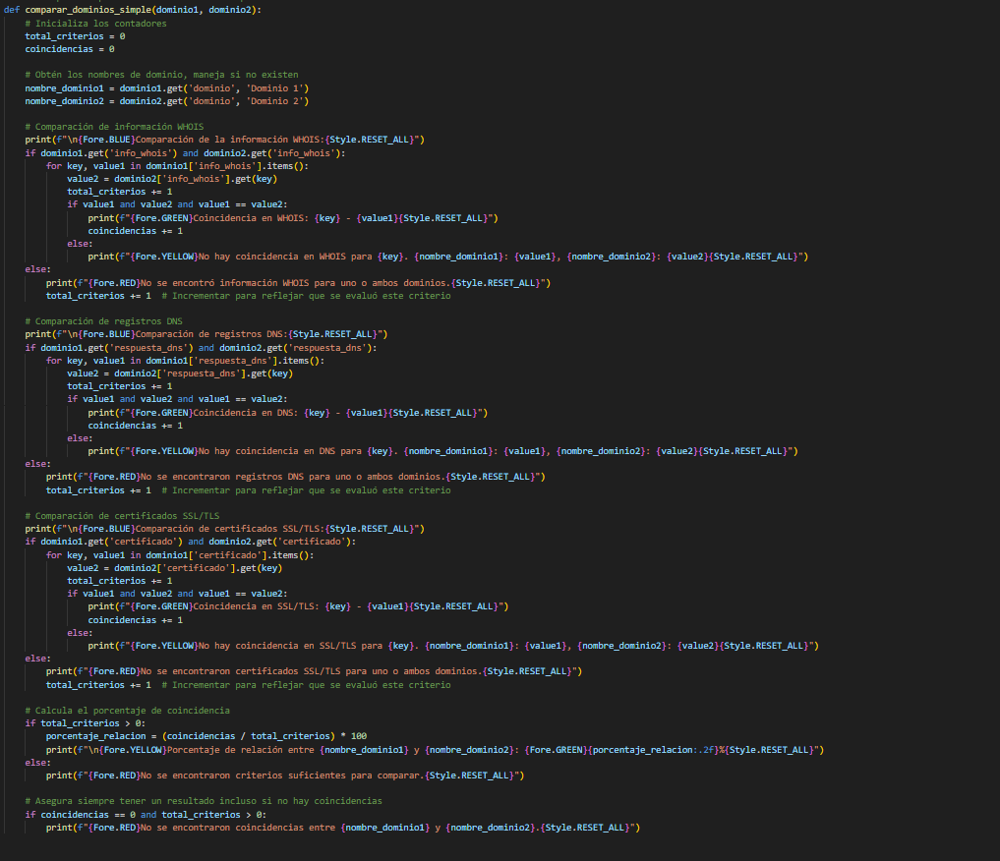 def comparar_dominios_simple(dominio1, dominio2):
    # Inicializa los contadores
    total_criterios = 0
    coincidencias = 0

    # Obtén los nombres de dominio, maneja si no existen
    nombre_dominio1 = dominio1.get('dominio', 'Dominio 1')
    nombre_dominio2 = dominio2.get('dominio', 'Dominio 2')

    # Comparación de información WHOIS
    print(f"\n{Fore.BLUE}Comparación de la información WHOIS:{Style.RESET_ALL}")
    if dominio1.get('info_whois') and dominio2.get('info_whois'):
        for key, value1 in dominio1['info_whois'].items():
            value2 = dominio2['info_whois'].get(key)
            total_criterios += 1
            if value1 and value2 and value1 == value2:
                print(f"{Fore.GREEN}Coincidencia en WHOIS: {key} - {value1}{Style.RESET_ALL}")
                coincidencias += 1
            else:
                print(f"{Fore.YELLOW}No hay coincidencia en WHOIS para {key}. {nombre_dominio1}: {value1}, {nombre_dominio2}: {value2}{Style.RESET_ALL}")
    else:
        print(f"{Fore.RED}No se encontró información WHOIS para uno o ambos dominios.{Style.RESET_ALL}")
        total_criterios += 1  # Incrementar para reflejar que se evaluó este criterio

    # Comparación de registros DNS
    print(f"\n{Fore.BLUE}Comparación de registros DNS:{Style.RESET_ALL}")
    if dominio1.get('respuesta_dns') and dominio2.get('respuesta_dns'):
        for key, value1 in dominio1['respuesta_dns'].items():
            value2 = dominio2['respuesta_dns'].get(key)
            total_criterios += 1
            if value1 and value2 and value1 == value2:
                print(f"{Fore.GREEN}Coincidencia en DNS: {key} - {value1}{Style.RESET_ALL}")
                coincidencias += 1
            else:
                print(f"{Fore.YELLOW}No hay coincidencia en DNS para {key}. {nombre_dominio1}: {value1}, {nombre_dominio2}: {value2}{Style.RESET_ALL}")
    else:
        print(f"{Fore.RED}No se encontraron registros DNS para uno o ambos dominios.{Style.RESET_ALL}")
        total_criterios += 1  # Incrementar para reflejar que se evaluó este criterio

    # Comparación de certificados SSL/TLS
    print(f"\n{Fore.BLUE}Comparación de certificados SSL/TLS:{Style.RESET_ALL}")
    if dominio1.get('certificado') and dominio2.get('certificado'):
        for key, value1 in dominio1['certificado'].items():
            value2 = dominio2['certificado'].get(key)
            total_criterios += 1
            if value1 and value2 and value1 == value2:
                print(f"{Fore.GREEN}Coincidencia en SSL/TLS: {key} - {value1}{Style.RESET_ALL}")
                coincidencias += 1
            else:
                print(f"{Fore.YELLOW}No hay coincidencia en SSL/TLS para {key}. {nombre_dominio1}: {value1}, {nombre_dominio2}: {value2}{Style.RESET_ALL}")
    else:
        print(f"{Fore.RED}No se encontraron certificados SSL/TLS para uno o ambos dominios.{Style.RESET_ALL}")
        total_criterios += 1  # Incrementar para reflejar que se evaluó este criterio

    # Calcula el porcentaje de coincidencia
    if total_criterios > 0:
        porcentaje_relacion = (coincidencias / total_criterios) * 100
        print(f"\n{Fore.YELLOW}Porcentaje de relación entre {nombre_dominio1} y {nombre_dominio2}: {Fore.GREEN}{porcentaje_relacion:.2f}%{Style.RESET_ALL}")
    else:
        print(f"{Fore.RED}No se encontraron criterios suficientes para comparar.{Style.RESET_ALL}")

    # Asegura siempre tener un resultado incluso si no hay coincidencias
    if coincidencias == 0 and total_criterios > 0:
        print(f"{Fore.RED}No se encontraron coincidencias entre {nombre_dominio1} y {nombre_dominio2}.{Style.RESET_ALL}")